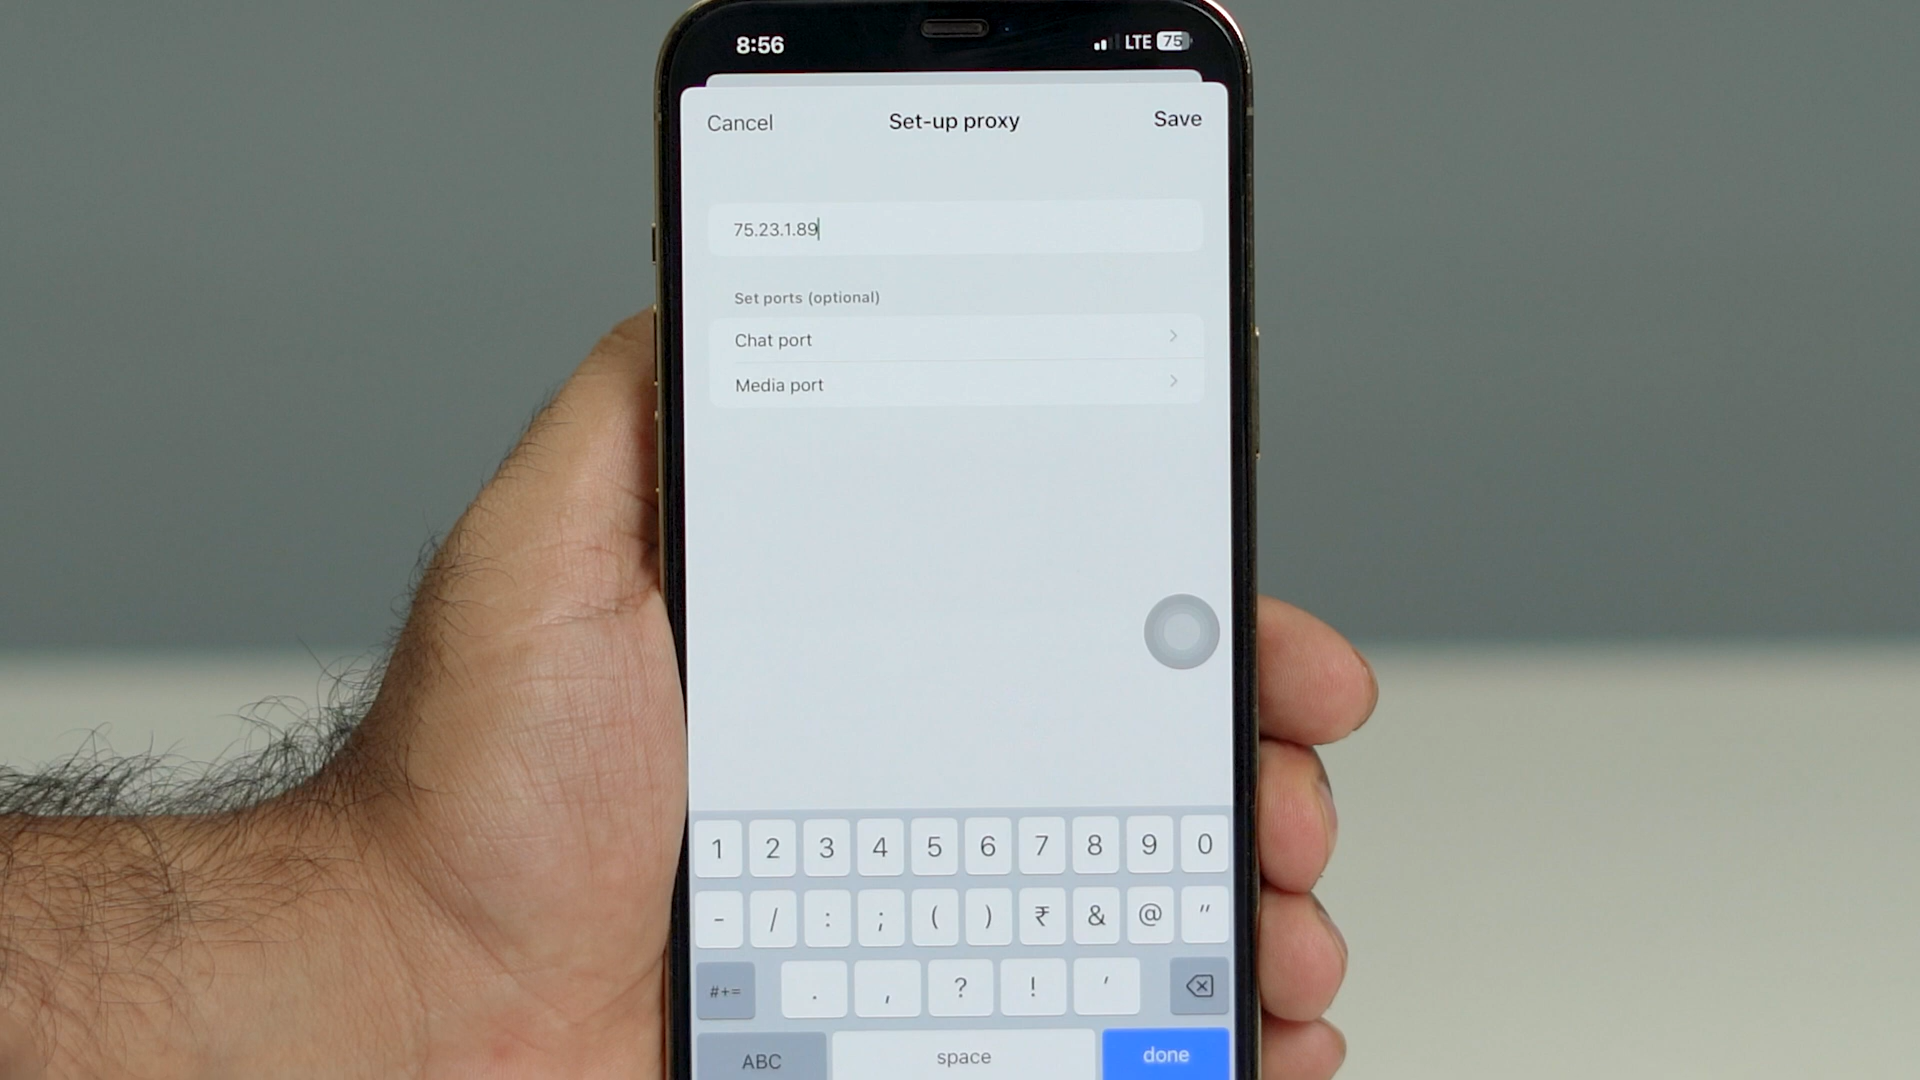 8:56 LTE 75
Cancel Set-up proxy Save
75.23.1.89
Set ports (optional)
Chat port
Media port
1 2 3 4 5 6 7 8 9 0
- / : ; ( ) ₹ & @ "
#+= . , ? ! '
ABC space done